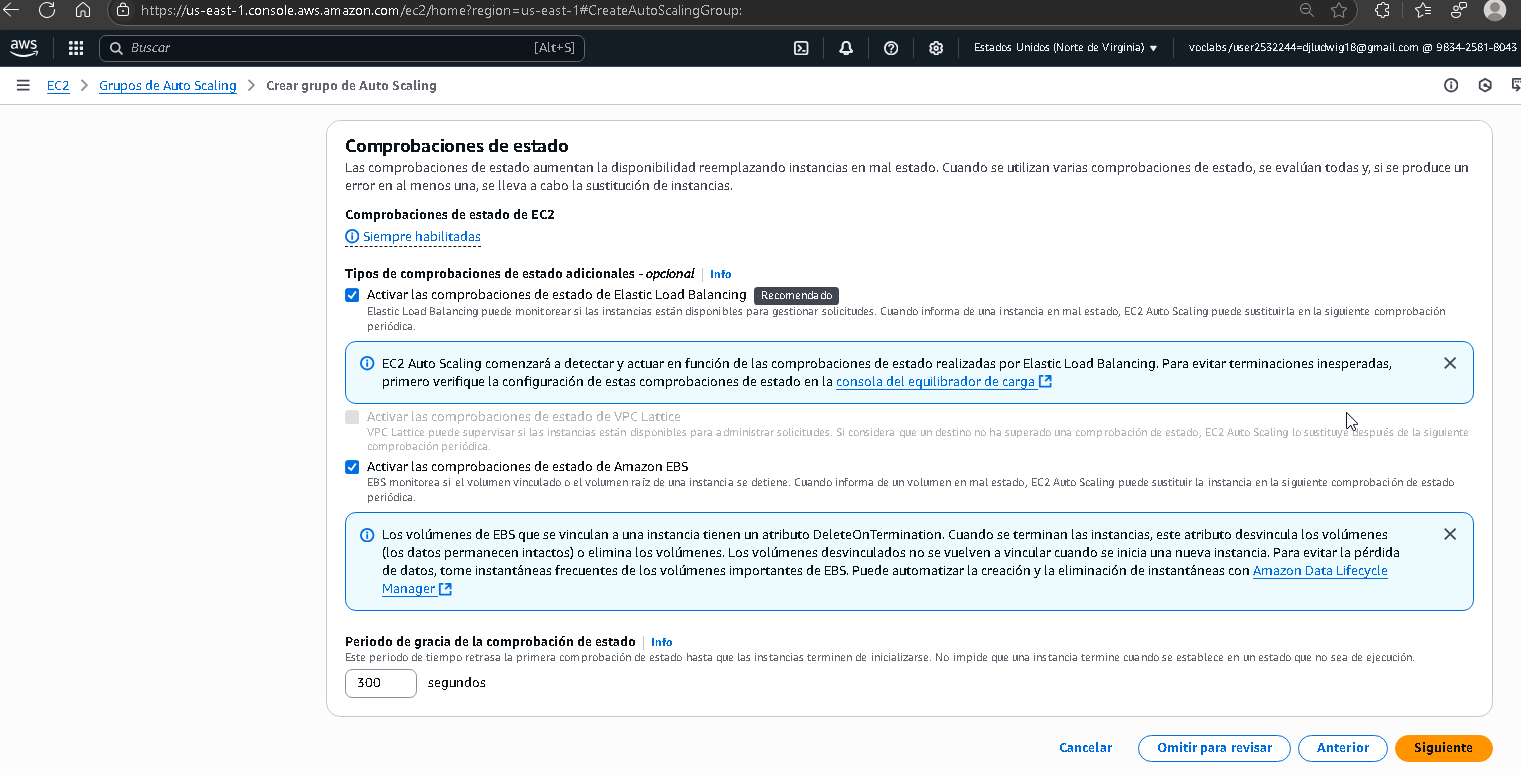 https://us-east-1.console.aws.amazon.com/ec2/home?region=us-east-1#CreateAutoScalingGroup:
aws
Buscar [Alt+S]
Estados Unidos (Norte de Virginia)
voclabs/user2532244=djludwig18@gmail.com @ 9834-2581-8043
EC2 > Grupos de Auto Scaling > Crear grupo de Auto Scaling
Comprobaciones de estado
Las comprobaciones de estado aumentan la disponibilidad reemplazando instancias en mal estado. Cuando se utilizan varias comprobaciones de estado, se evalúan todas y, si se produce un
error en al menos una, se lleva a cabo la sustitución de instancias.
Comprobaciones de estado de EC2
Siempre habilitadas
Tipos de comprobaciones de estado adicionales - opcional | Info
Activar las comprobaciones de estado de Elastic Load Balancing Recomendado
Elastic Load Balancing puede monitorear si las instancias están disponibles para gestionar solicitudes. Cuando informa de una instancia en mal estado, EC2 Auto Scaling puede sustituirla en la siguiente comprobación
periódica.
EC2 Auto Scaling comenzará a detectar y actuar en función de las comprobaciones de estado realizadas por Elastic Load Balancing. Para evitar terminaciones inesperadas,
primero verifique la configuración de estas comprobaciones de estado en la consola del equilibrador de carga
Activar las comprobaciones de estado de VPC Lattice
VPC Lattice puede supervisar si las instancias están disponibles para administrar solicitudes. Si considera que un destino no ha superado una comprobación de estado, EC2 Auto Scaling lo sustituye después de la siguiente
comprobación periódica.
Activar las comprobaciones de estado de Amazon EBS
EBS monitorea si el volumen vinculado o el volumen raíz de una instancia se detiene. Cuando informa de un volumen en mal estado, EC2 Auto Scaling puede sustituir la instancia en la siguiente comprobación de estado
periódica.
Los volúmenes de EBS que se vinculan a una instancia tienen un atributo DeleteOnTermination. Cuando se terminan las instancias, este atributo desvincula los volúmenes
(los datos permanecen intactos) o elimina los volúmenes. Los volúmenes desvinculados no se vuelven a vincular cuando se inicia una nueva instancia. Para evitar la pérdida
de datos, tome instantáneas frecuentes de los volúmenes importantes de EBS. Puede automatizar la creación y la eliminación de instantáneas con Amazon Data Lifecycle
Manager
Periodo de gracia de la comprobación de estado | Info
Este periodo de tiempo retrasa la primera comprobación de estado hasta que las instancias terminen de inicializarse. No impide que una instancia termine cuando se establece en un estado que no sea de ejecución.
300 segundos
Cancelar Omitir para revisar Anterior Siguiente